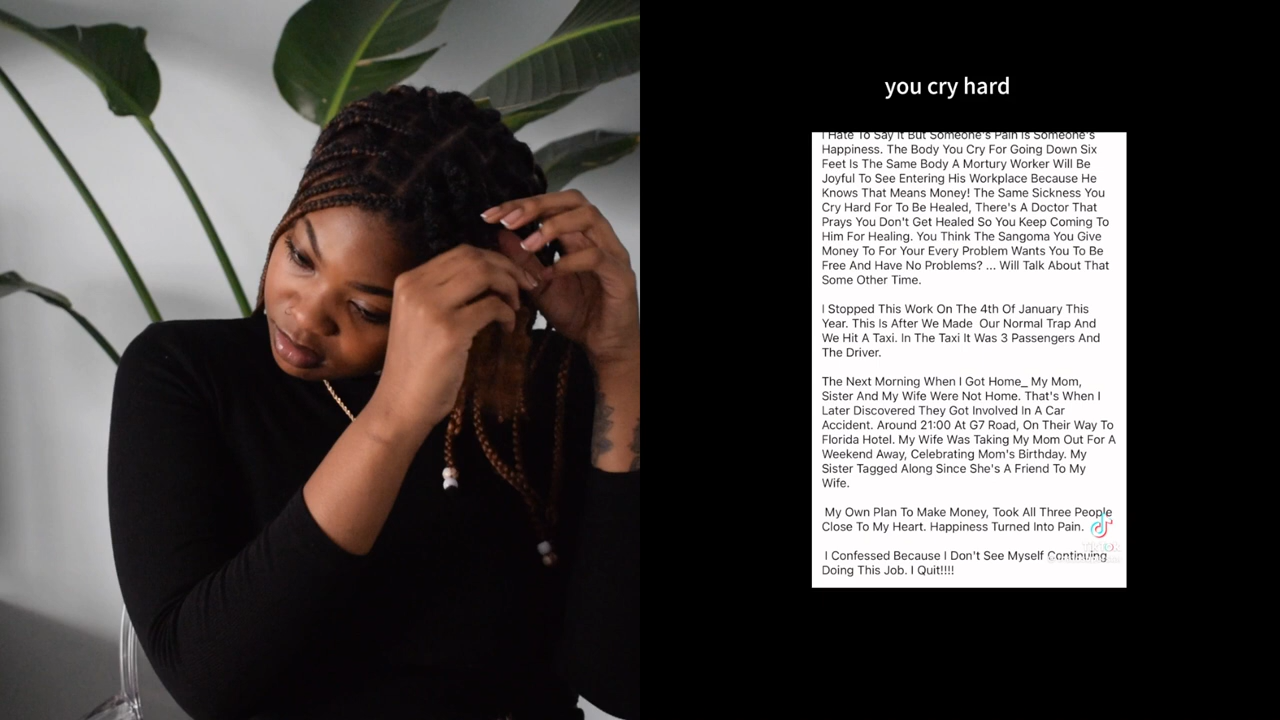 you cry hard
I Hate To Say It But Someone's Pain Is Someone's
Happiness. The Body You Cry For Going Down Six
Feet Is The Same Body A Mortury Worker Will Be
Joyful To See Entering His Workplace Because He
Knows That Means Money! The Same Sickness You
Cry Hard For To Be Healed, There's A Doctor That
Prays You Don't Get Healed So You Keep Coming To
Him For Healing. You Think The Sangoma You Give
Money To For Your Every Problem Wants You To Be
Free And Have No Problems? ... Will Talk About That
Some Other Time.
I Stopped This Work On The 4th Of January This
Year. This Is After We Made  Our Normal Trap And
We Hit A Taxi. In The Taxi It Was 3 Passengers And
The Driver.
The Next Morning When I Got Home_ My Mom,
Sister And My Wife Were Not Home. That's When I
Later Discovered They Got Involved In A Car
Accident. Around 21:00 At G7 Road, On Their Way To
Florida Hotel. My Wife Was Taking My Mom Out For A
Weekend Away, Celebrating Mom's Birthday. My
Sister Tagged Along Since She's A Friend To My
Wife.
My Own Plan To Make Money, Took All Three People
Close To My Heart. Happiness Turned Into Pain.
I Confessed Because I Don't See Myself Continuing
Doing This Job. I Quit!!!!